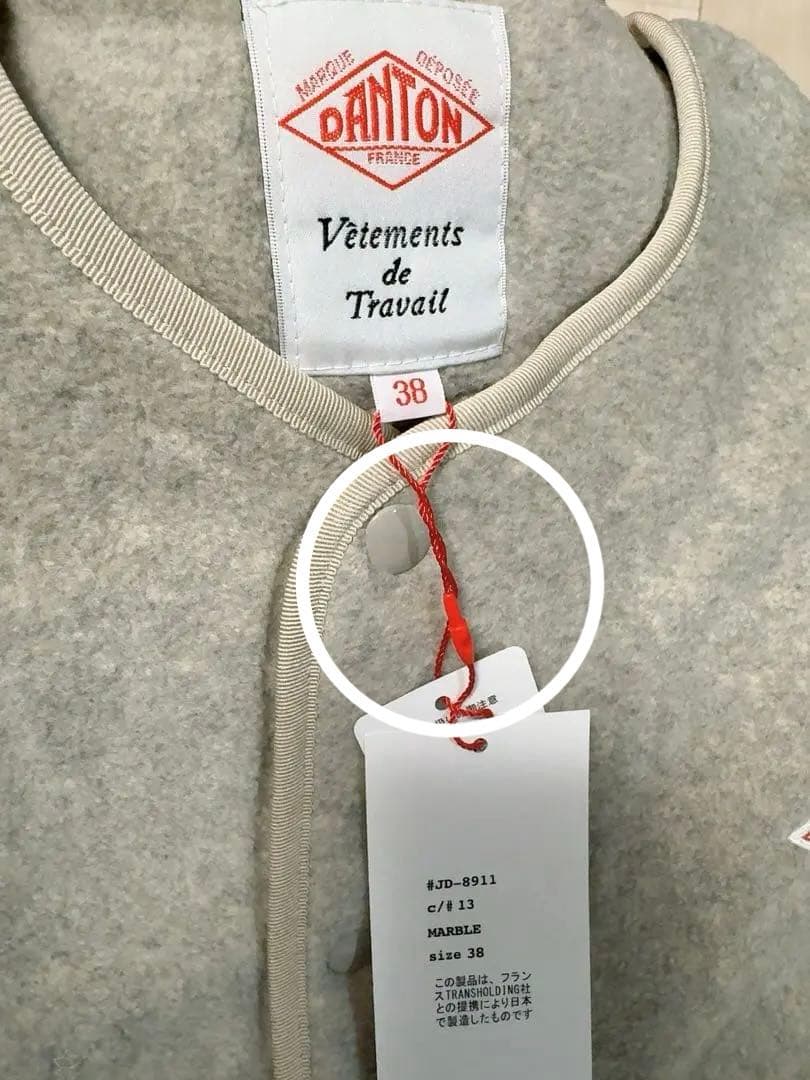 MARQUE DÉPOSÉE
DANTON
FRANCE
Vêtements
de
Travail
38
#JD-8911
c/# 13
MARBLE
size 38
この製品は、フラン
スTRANSHOLDING社
との提携により日本
で製造したものです